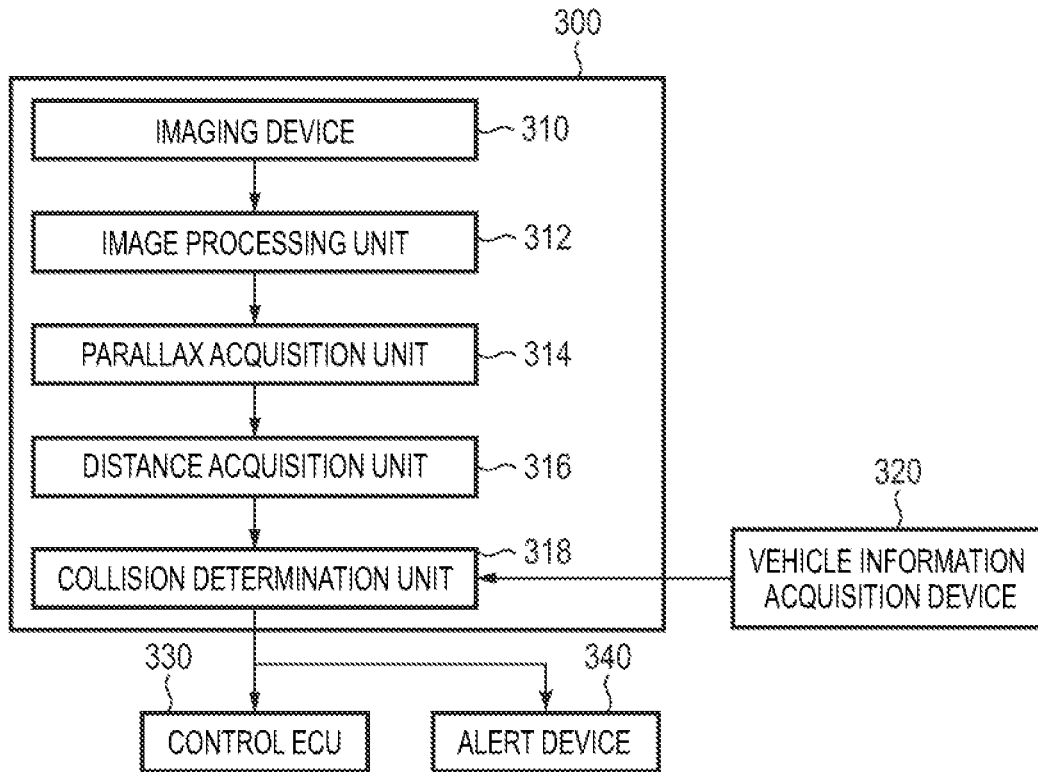 300
IMAGING DEVICE
310
IMAGE PROCESSING UNIT
312
PARALLAX ACQUISITION UNIT
314
DISTANCE ACQUISITION UNIT
316
COLLISION DETERMINATION UNIT
318
320
VEHICLE INFORMATION
ACQUISITION DEVICE
330
CONTROL ECU
340
ALERT DEVICE